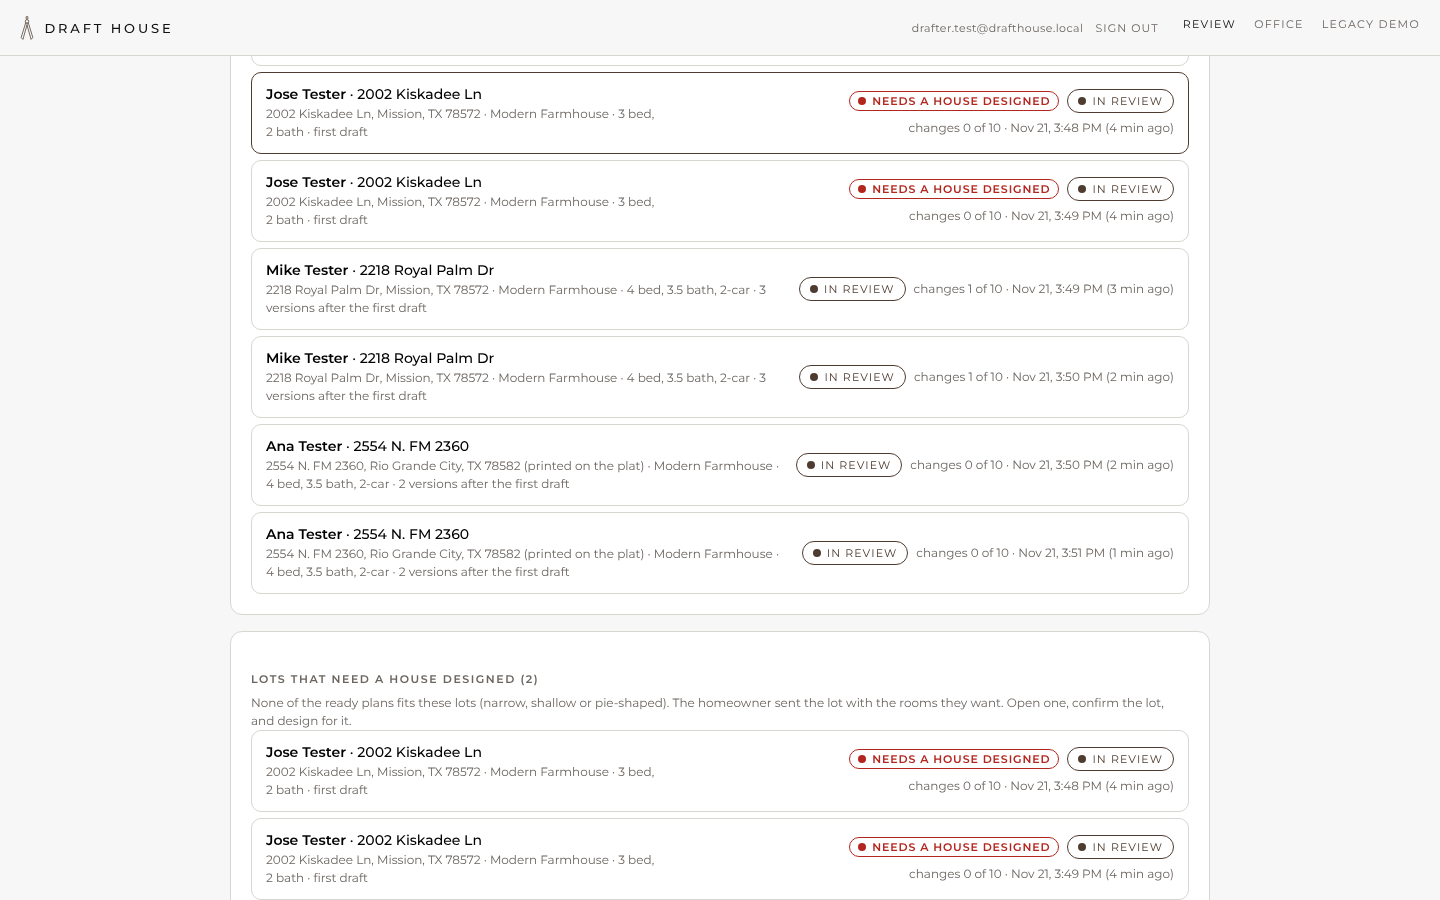 DRAFT HOUSE
drafter.test@drafthouse.local SIGN OUT REVIEW OFFICE LEGACY DEMO
Jose Tester · 2002 Kiskadee Ln
2002 Kiskadee Ln, Mission, TX 78572 · Modern Farmhouse · 3 bed,
2 bath · first draft
NEEDS A HOUSE DESIGNED IN REVIEW
changes 0 of 10 · Nov 21, 3:48 PM (4 min ago)
Jose Tester · 2002 Kiskadee Ln
2002 Kiskadee Ln, Mission, TX 78572 · Modern Farmhouse · 3 bed,
2 bath · first draft
NEEDS A HOUSE DESIGNED IN REVIEW
changes 0 of 10 · Nov 21, 3:49 PM (4 min ago)
Mike Tester · 2218 Royal Palm Dr
2218 Royal Palm Dr, Mission, TX 78572 · Modern Farmhouse · 4 bed, 3.5 bath, 2-car · 3
versions after the first draft
IN REVIEW changes 1 of 10 · Nov 21, 3:49 PM (3 min ago)
Mike Tester · 2218 Royal Palm Dr
2218 Royal Palm Dr, Mission, TX 78572 · Modern Farmhouse · 4 bed, 3.5 bath, 2-car · 3
versions after the first draft
IN REVIEW changes 1 of 10 · Nov 21, 3:50 PM (2 min ago)
Ana Tester · 2554 N. FM 2360
2554 N. FM 2360, Rio Grande City, TX 78582 (printed on the plat) · Modern Farmhouse ·
4 bed, 3.5 bath, 2-car · 2 versions after the first draft
IN REVIEW changes 0 of 10 · Nov 21, 3:50 PM (2 min ago)
Ana Tester · 2554 N. FM 2360
2554 N. FM 2360, Rio Grande City, TX 78582 (printed on the plat) · Modern Farmhouse ·
4 bed, 3.5 bath, 2-car · 2 versions after the first draft
IN REVIEW changes 0 of 10 · Nov 21, 3:51 PM (1 min ago)
LOTS THAT NEED A HOUSE DESIGNED (2)
None of the ready plans fits these lots (narrow, shallow or pie-shaped). The homeowner sent the lot with the rooms they want. Open one, confirm the lot,
and design for it.
Jose Tester · 2002 Kiskadee Ln
2002 Kiskadee Ln, Mission, TX 78572 · Modern Farmhouse · 3 bed,
2 bath · first draft
NEEDS A HOUSE DESIGNED IN REVIEW
changes 0 of 10 · Nov 21, 3:48 PM (4 min ago)
Jose Tester · 2002 Kiskadee Ln
2002 Kiskadee Ln, Mission, TX 78572 · Modern Farmhouse · 3 bed,
2 bath · first draft
NEEDS A HOUSE DESIGNED IN REVIEW
changes 0 of 10 · Nov 21, 3:49 PM (4 min ago)